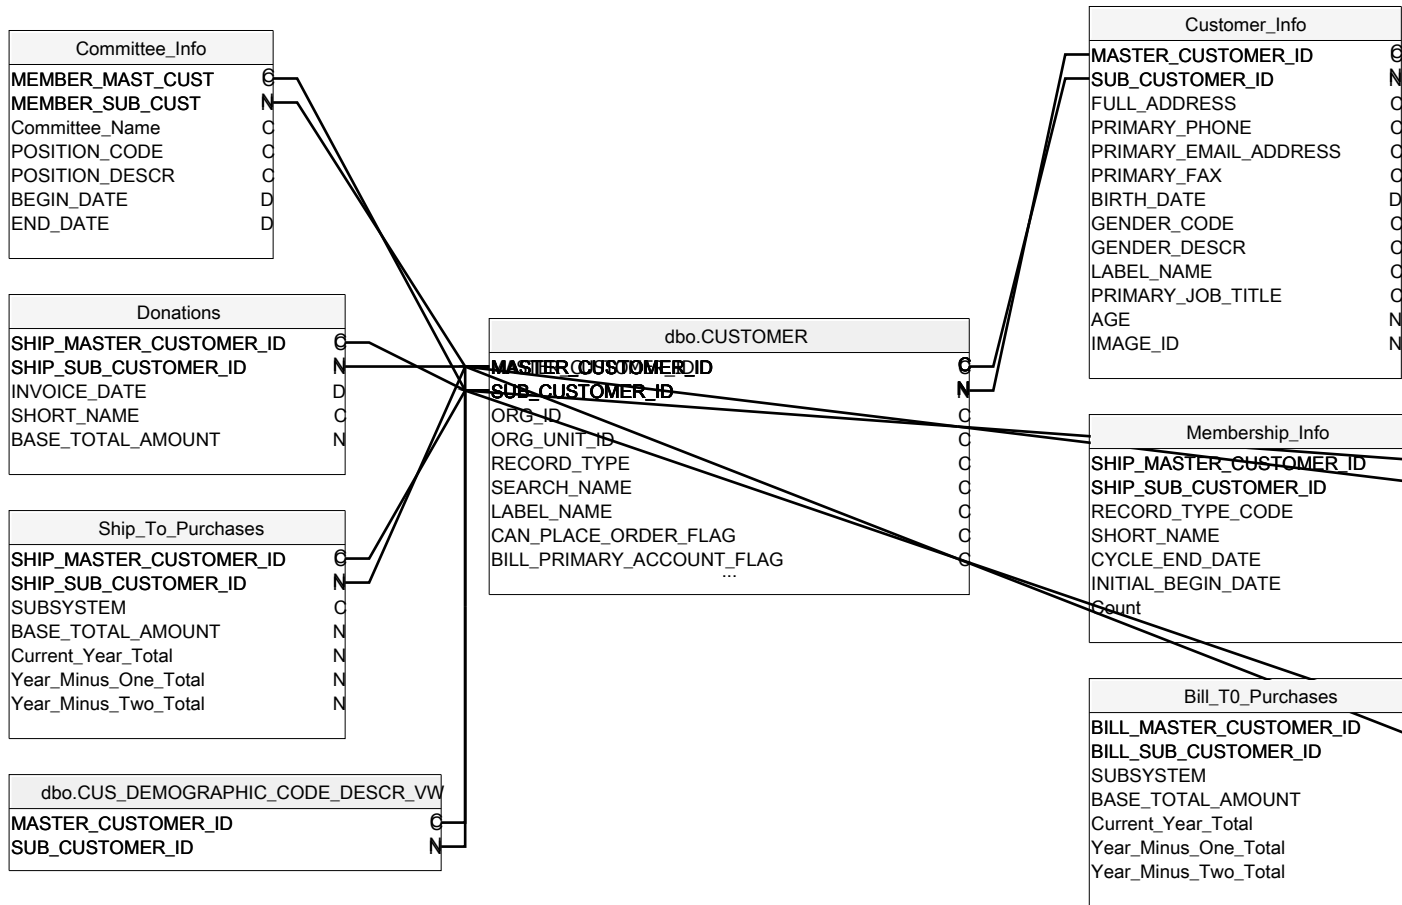 Committee_Info
MEMBER_MAST_CUST C
MEMBER_SUB_CUST N
Committee_Name C
POSITION_CODE C
POSITION_DESCR C
BEGIN_DATE D
END_DATE D
Donations
SHIP_MASTER_CUSTOMER_ID C
SHIP_SUB_CUSTOMER_ID N
INVOICE_DATE D
SHORT_NAME C
BASE_TOTAL_AMOUNT N
Ship_To_Purchases
SHIP_MASTER_CUSTOMER_ID C
SHIP_SUB_CUSTOMER_ID N
SUBSYSTEM C
BASE_TOTAL_AMOUNT N
Current_Year_Total N
Year_Minus_One_Total N
Year_Minus_Two_Total N
dbo.CUS_DEMOGRAPHIC_CODE_DESCR_VW
MASTER_CUSTOMER_ID C
SUB_CUSTOMER_ID N
dbo.CUSTOMER
MASTER_CUSTOMER_ID C
SUB_CUSTOMER_ID N
ORG_ID C
ORG_UNIT_ID C
RECORD_TYPE C
SEARCH_NAME C
LABEL_NAME C
CAN_PLACE_ORDER_FLAG C
BILL_PRIMARY_ACCOUNT_FLAG C
...
Customer_Info
MASTER_CUSTOMER_ID C
SUB_CUSTOMER_ID N
FULL_ADDRESS C
PRIMARY_PHONE C
PRIMARY_EMAIL_ADDRESS C
PRIMARY_FAX C
BIRTH_DATE D
GENDER_CODE C
GENDER_DESCR C
LABEL_NAME C
PRIMARY_JOB_TITLE C
AGE N
IMAGE_ID N
Membership_Info
SHIP_MASTER_CUSTOMER_ID
SHIP_SUB_CUSTOMER_ID
RECORD_TYPE_CODE
SHORT_NAME
CYCLE_END_DATE
INITIAL_BEGIN_DATE
Count
Bill_T0_Purchases
BILL_MASTER_CUSTOMER_ID
BILL_SUB_CUSTOMER_ID
SUBSYSTEM
BASE_TOTAL_AMOUNT
Current_Year_Total
Year_Minus_One_Total
Year_Minus_Two_Total